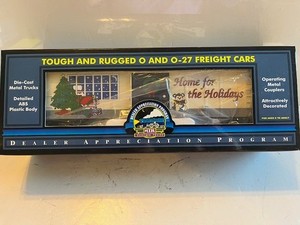 TOUGH AND RUGGED O AND O-27 FREIGHT CARS
Die-Cast
Metal Trucks
Detailed
ABS
Plastic Body
Home for
the Holidays
Operating
Metal
Couplers
Attractively
Decorated
DEALER APPRECIATION PROGRAM